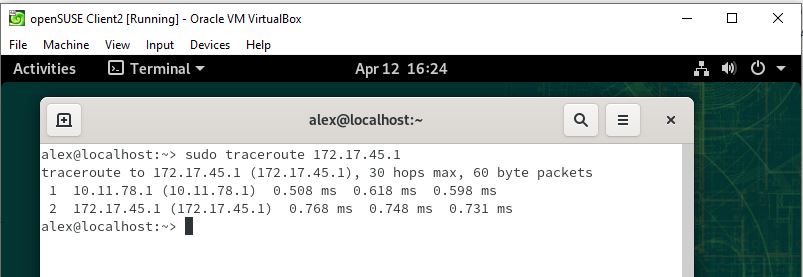 openSUSE Client2 [Running] - Oracle VM VirtualBox
File Machine View Input Devices Help
Activities Terminal Apr 12 16:24
alex@localhost:~
alex@localhost:~> sudo traceroute 172.17.45.1
traceroute to 172.17.45.1 (172.17.45.1), 30 hops max, 60 byte packets
1 10.11.78.1 (10.11.78.1) 0.508 ms 0.618 ms 0.598 ms
2 172.17.45.1 (172.17.45.1) 0.768 ms 0.748 ms 0.731 ms
alex@localhost:~>